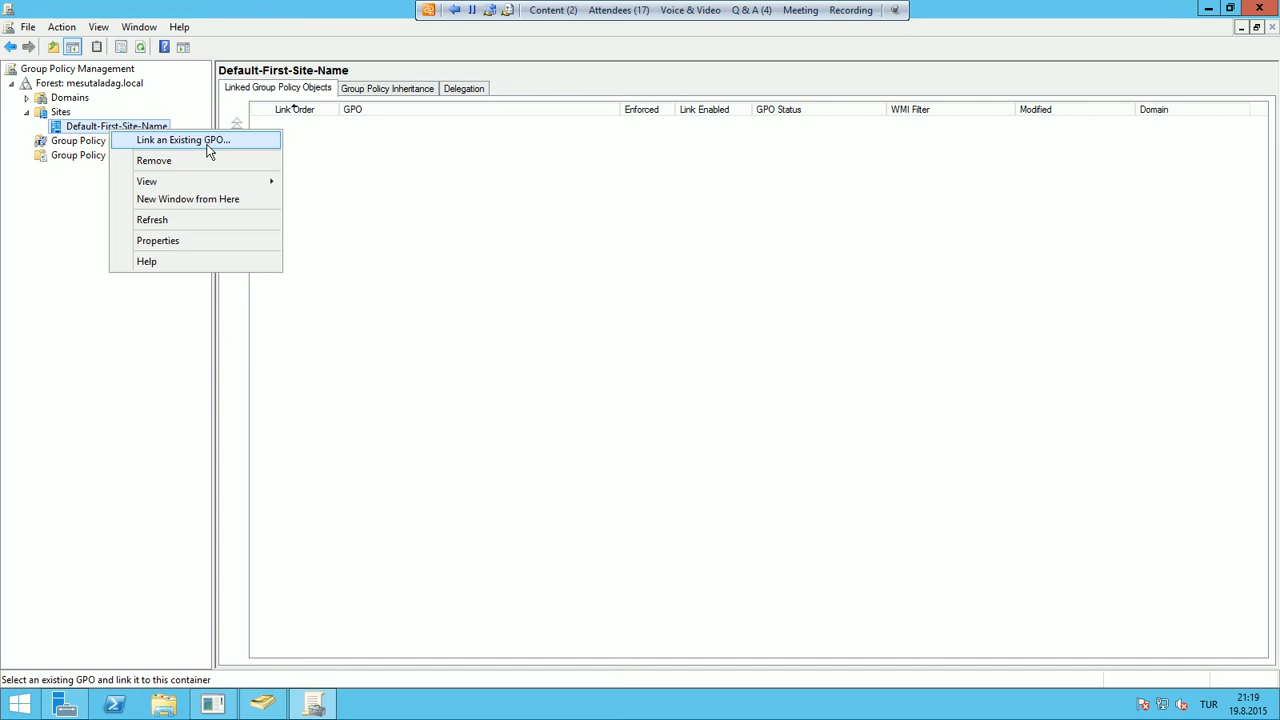 Content (2) Attendees (17) Voice & Video Q & A (4) Meeting Recording
File Action View Window Help
Group Policy Management
Forest: mesutaladag.local
Domains
Sites
Default-First-Site-Name
Group Policy
Group Policy
Link an Existing GPO...
Remove
View
New Window from Here
Refresh
Properties
Help
Default-First-Site-Name
Linked Group Policy Objects Group Policy Inheritance Delegation
Link Order GPO Enforced Link Enabled GPO Status WMI Filter Modified Domain
Select an existing GPO and link it to this container
TUR
21:19
19.8.2015